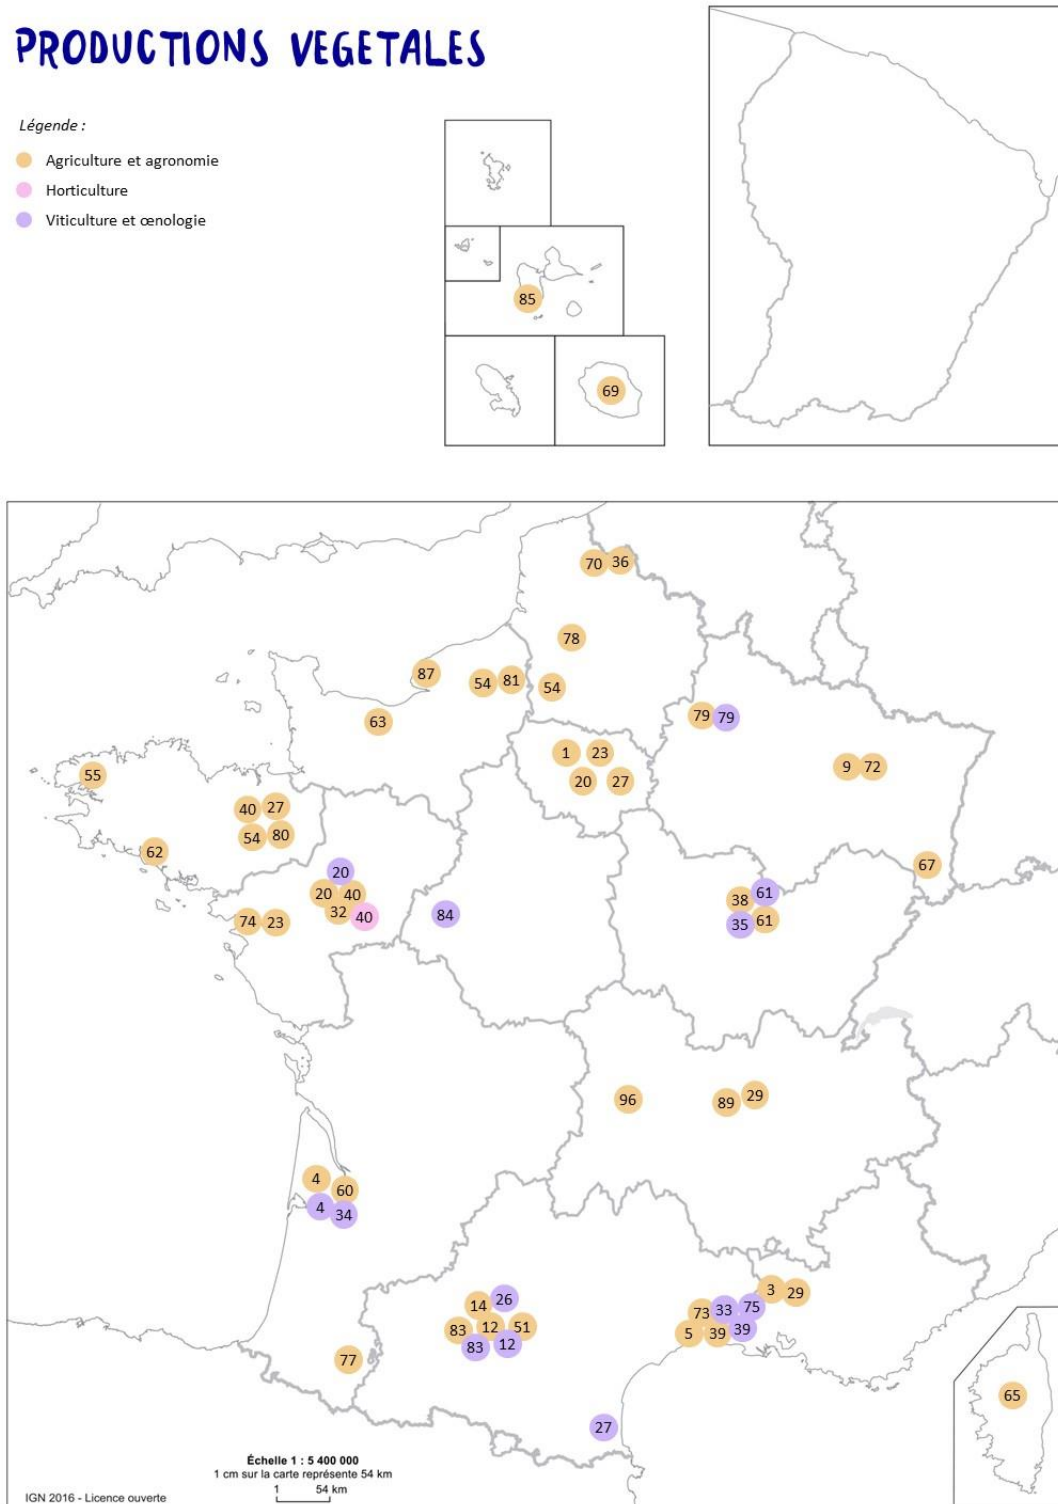 PRODUCTIONS VEGETALES
Légende :
Agriculture et agronomie
Horticulture
Viticulture et œnologie
85
69
70 36
78
87
54 81 54
63
79 79
1 23
20 27
9 72
55
40 27
54 80
62
67
20
20 40
32 40
74 23
84
61
38
35 61
96
89 29
4
60
4 34
3 29
14 26
73 33 75
83 12 51
5 39 39
83 12
77
65
27
Échelle 1 : 5 400 000
1 cm sur la carte représente 54 km
1 54 km
IGN 2016 - Licence ouverte